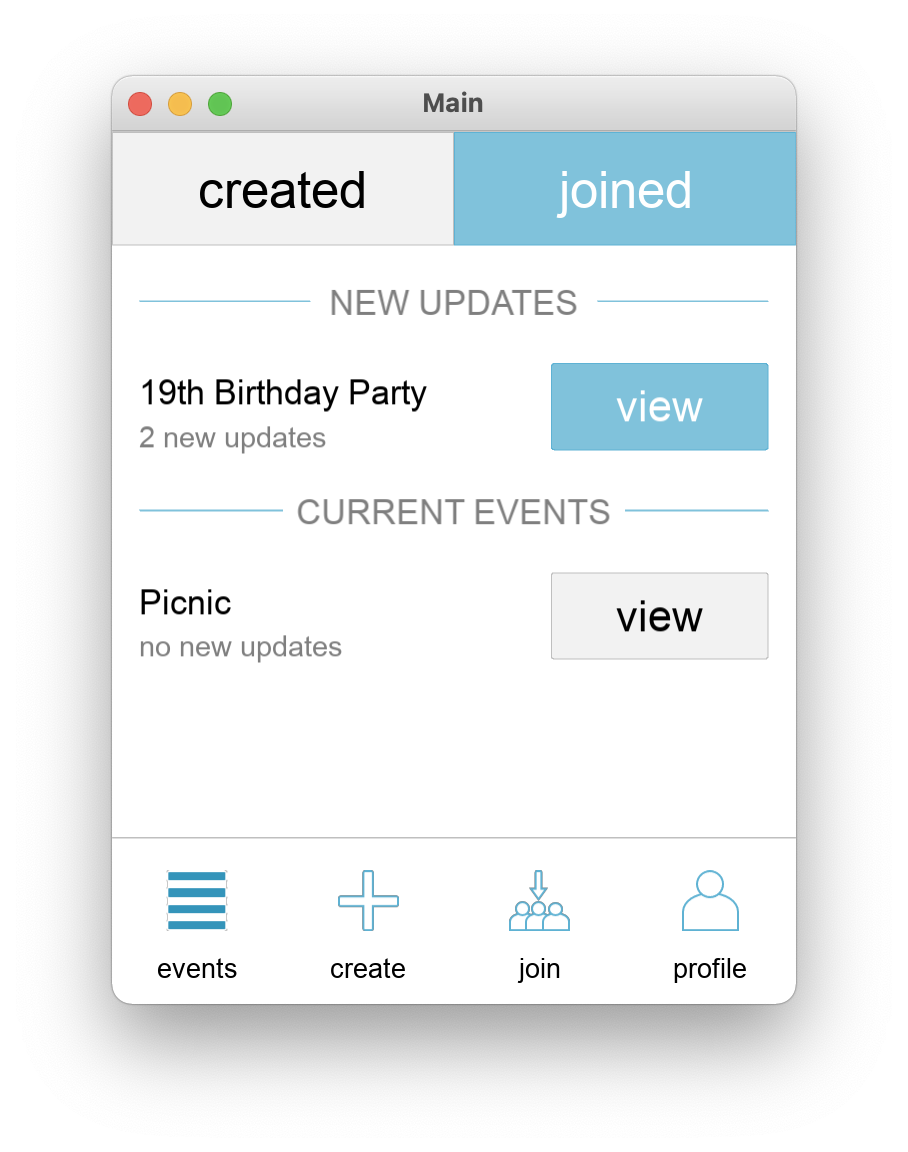 Main
created
joined
NEW UPDATES
19th Birthday Party
view
2 new updates
CURRENT EVENTS
Picnic
view
no new updates
events
create
join
profile